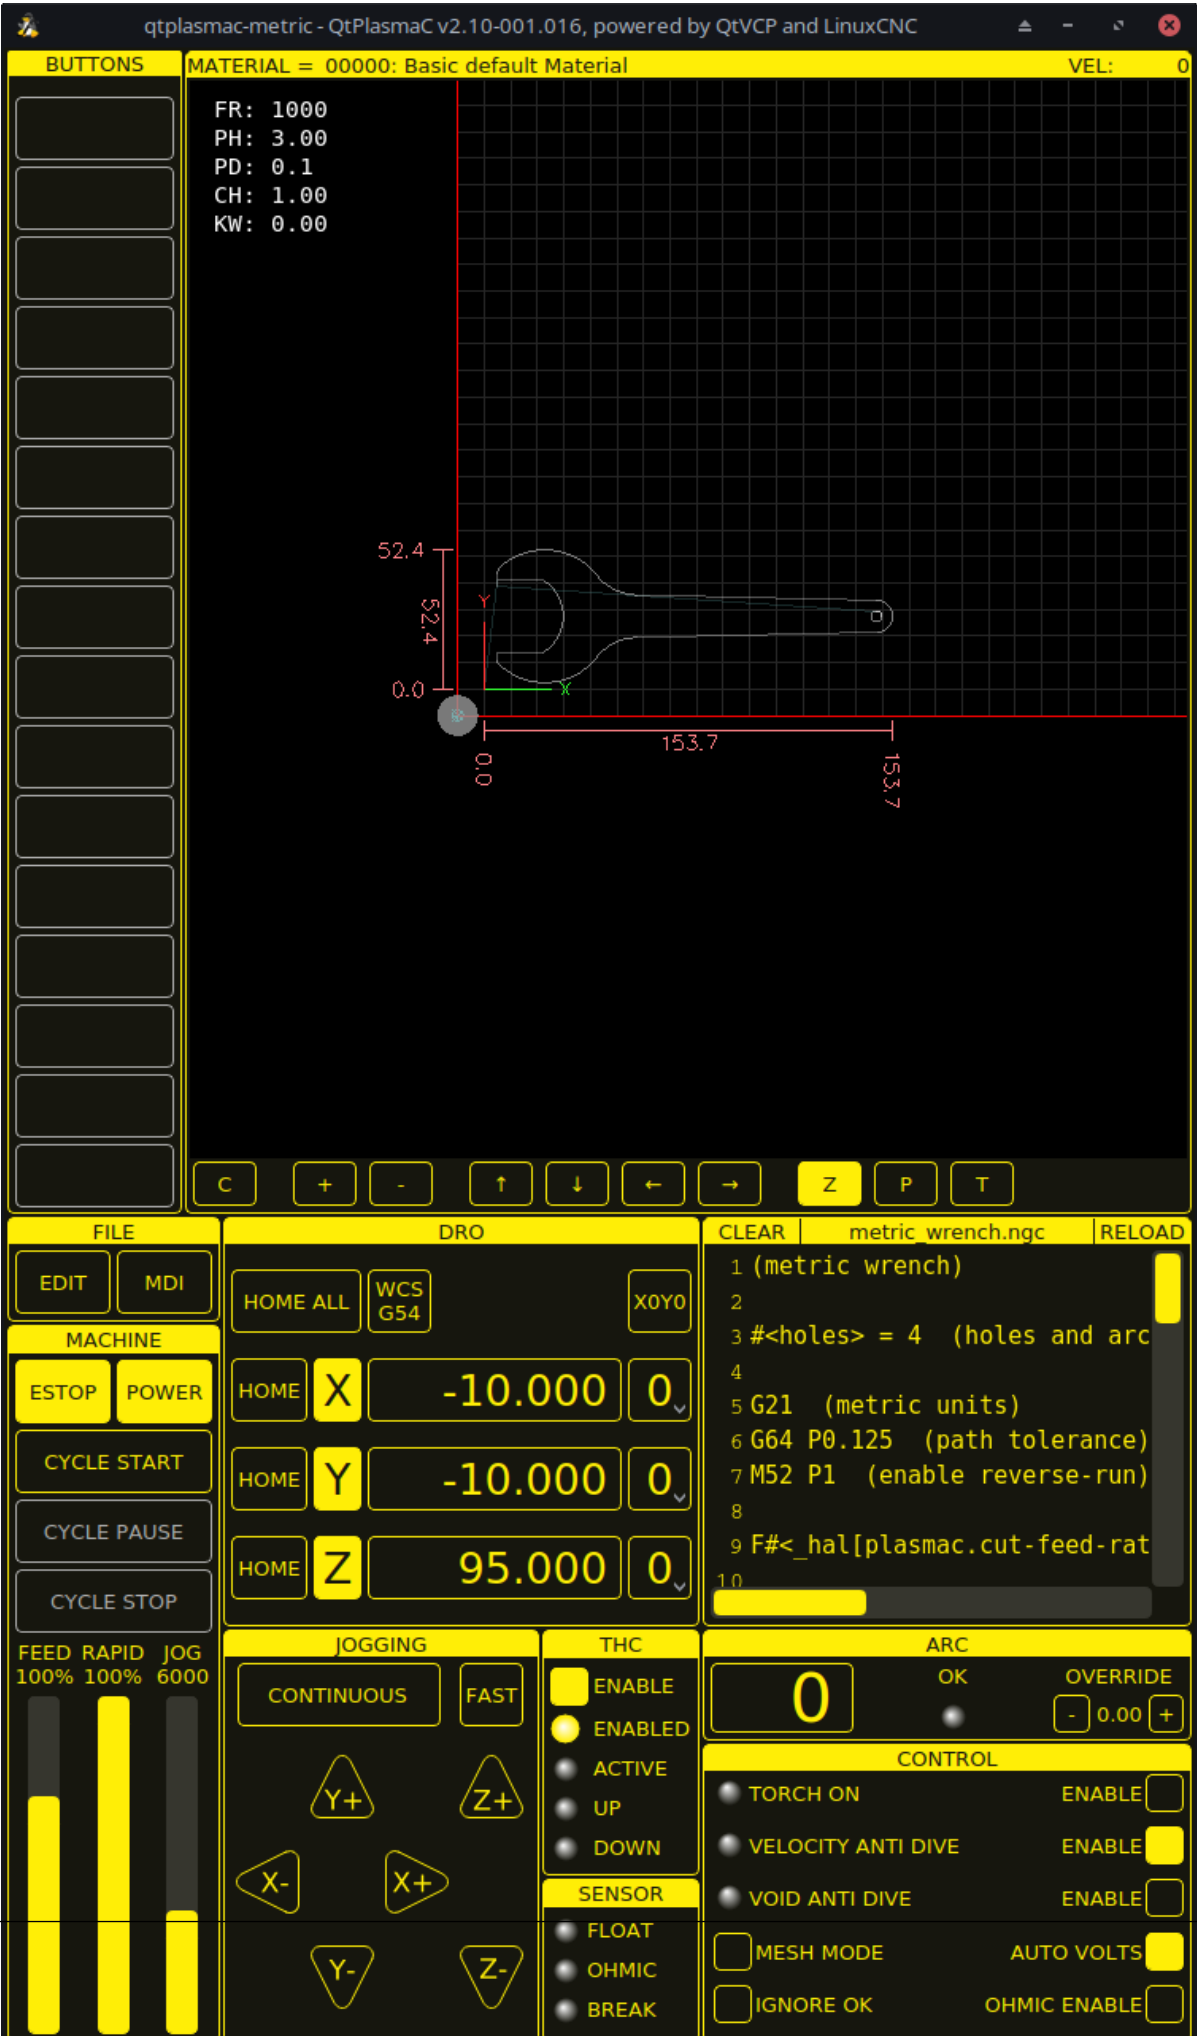 qtplasmac-metric - QtPlasmaC v2.10-001.016, powered by QtVCP and LinuxCNC
BUTTONS
MATERIAL = 00000: Basic default Material
VEL: 0
FR: 1000
PH: 3.00
PD: 0.1
CH: 1.00
KW: 0.00
52.4
52.4
0.0
Y
X
153.7
0.0
153.7
C + - ↑ ↓ ← → Z P T
FILE
EDIT MDI
MACHINE
ESTOP POWER
CYCLE START
CYCLE PAUSE
CYCLE STOP
FEED RAPID JOG
100% 100% 6000
DRO
HOME ALL
WCS
G54
X0Y0
HOME X -10.000 0
HOME Y -10.000 0
HOME Z 95.000 0
CLEAR metric_wrench.ngc RELOAD
1 (metric wrench)
2
3 #<holes> = 4 (holes and arc
4
5 G21 (metric units)
6 G64 P0.125 (path tolerance)
7 M52 P1 (enable reverse-run)
8
9 F#<_hal[plasmac.cut-feed-rat
10
JOGGING
CONTINUOUS FAST
Y+ Z+
X- X+
Y- Z-
THC
ENABLE
ENABLED
ACTIVE
UP
DOWN
SENSOR
FLOAT
OHMIC
BREAK
ARC
0
OK
OVERRIDE
- 0.00 +
CONTROL
TORCH ON ENABLE
VELOCITY ANTI DIVE ENABLE
VOID ANTI DIVE ENABLE
MESH MODE AUTO VOLTS
IGNORE OK OHMIC ENABLE